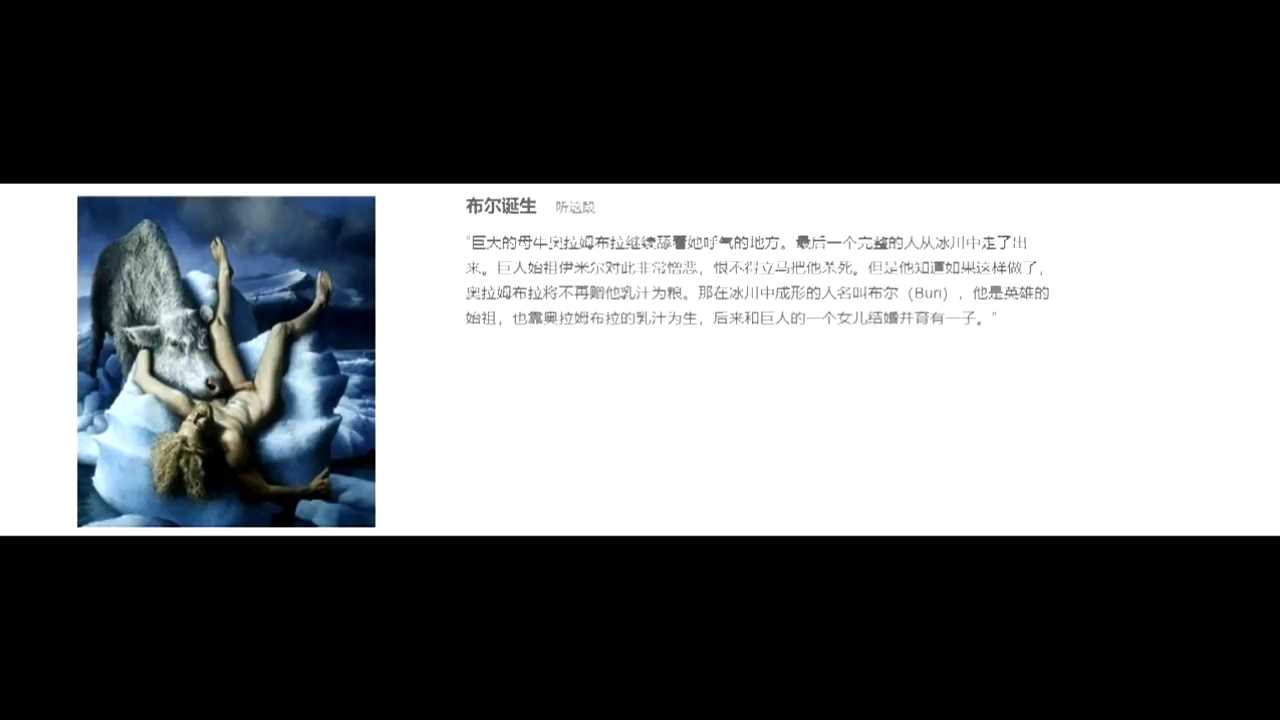 布尔诞生 听这段
“巨大的母牛奥拉姆布拉继续舔着她呼气的地方。最后一个完整的人从冰川中走了出
来。巨人始祖伊米尔对此非常憎恶，恨不得立马把他杀死。但是他知道如果这样做了，
奥拉姆布拉将不再赠他乳汁为粮。那在冰川中成形的人名叫布尔（Buri），他是英雄的
始祖，也靠奥拉姆布拉的乳汁为生，后来和巨人的一个女儿结婚并育有一子。”